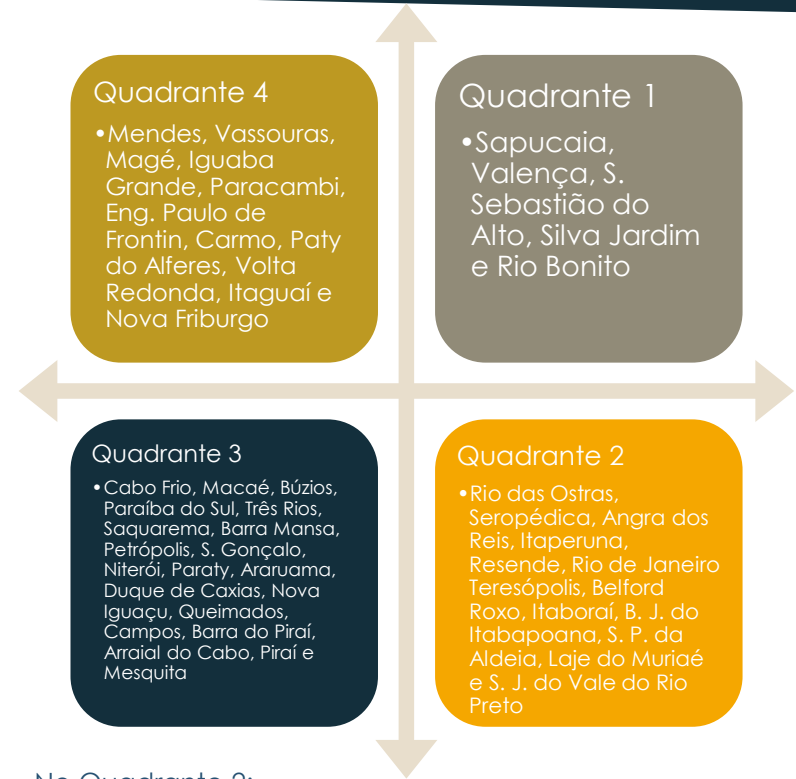 Quadrante 4
•Mendes, Vassouras,
Magé, Iguaba
Grande, Paracambi,
Eng. Paulo de
Frontin, Carmo, Paty
do Alferes, Volta
Redonda, Itaguaí e
Nova Friburgo
Quadrante 1
•Sapucaia,
Valença, S.
Sebastião do
Alto, Silva Jardim
e Rio Bonito
Quadrante 3
•Cabo Frio, Macaé, Búzios,
Paraíba do Sul, Três Rios,
Saquarema, Barra Mansa,
Petrópolis, S. Gonçalo,
Niterói, Paraty, Araruama,
Duque de Caxias, Nova
Iguaçu, Queimados,
Campos, Barra do Piraí,
Arraial do Cabo, Piraí e
Mesquita
Quadrante 2
•Rio das Ostras,
Seropédica, Angra dos
Reis, Itaperuna,
Resende, Rio de Janeiro
Teresópolis, Belford
Roxo, Itaboraí, B. J. do
Itabapoana, S. P. da
Aldeia, Laje do Muriaé
e S. J. do Vale do Rio
Preto
No Quadrante